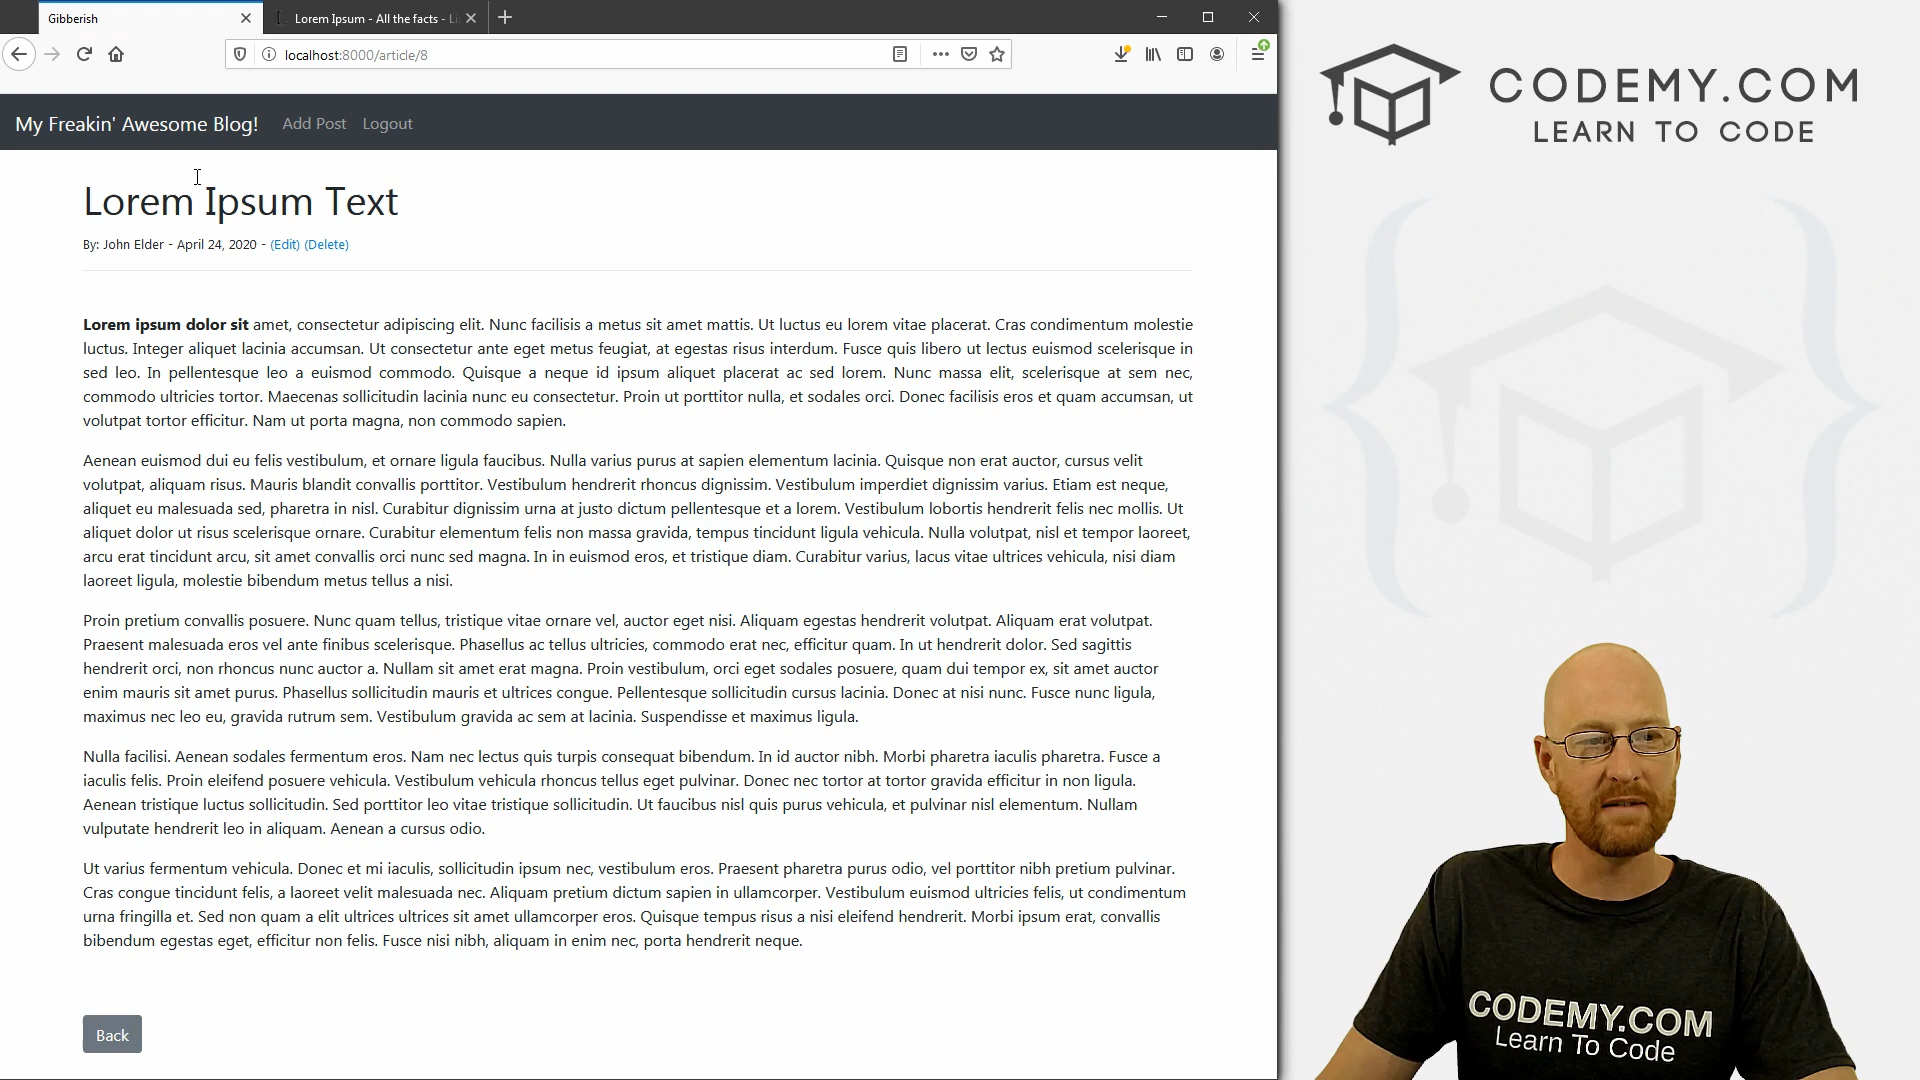 Gibberish
Lorem Ipsum - All the facts - Li
localhost:8000/article/8
My Freakin' Awesome Blog!
Add Post
Logout
Lorem Ipsum Text
By: John Elder - April 24, 2020 - (Edit) (Delete)
Lorem ipsum dolor sit amet, consectetur adipiscing elit. Nunc facilisis a metus sit amet mattis. Ut luctus eu lorem vitae placerat. Cras condimentum molestie
luctus. Integer aliquet lacinia accumsan. Ut consectetur ante eget metus feugiat, at egestas risus interdum. Fusce quis libero ut lectus euismod scelerisque in
sed leo. In pellentesque leo a euismod commodo. Quisque a neque id ipsum aliquet placerat ac sed lorem. Nunc massa elit, scelerisque at sem nec,
commodo ultricies tortor. Maecenas sollicitudin lacinia nunc eu consectetur. Proin ut porttitor nulla, et sodales orci. Donec facilisis eros et quam accumsan, ut
volutpat tortor efficitur. Nam ut porta magna, non commodo sapien.
Aenean euismod dui eu felis vestibulum, et ornare ligula faucibus. Nulla varius purus at sapien elementum lacinia. Quisque non erat auctor, cursus velit
volutpat, aliquam risus. Mauris blandit convallis porttitor. Vestibulum hendrerit rhoncus dignissim. Vestibulum imperdiet dignissim varius. Etiam est neque,
aliquet eu malesuada sed, pharetra in nisl. Curabitur dignissim urna at justo dictum pellentesque et a lorem. Vestibulum lobortis hendrerit felis nec mollis. Ut
aliquet dolor ut risus scelerisque ornare. Curabitur elementum felis non massa gravida, tempus tincidunt ligula vehicula. Nulla volutpat, nisl et tempor laoreet,
arcu erat tincidunt arcu, sit amet convallis orci nunc sed magna. In in euismod eros, et tristique diam. Curabitur varius, lacus vitae ultrices vehicula, nisi diam
laoreet ligula, molestie bibendum metus tellus a nisi.
Proin pretium convallis posuere. Nunc quam tellus, tristique vitae ornare vel, auctor eget nisi. Aliquam egestas hendrerit volutpat. Aliquam erat volutpat.
Praesent malesuada eros vel ante finibus scelerisque. Phasellus ac tellus ultricies, commodo erat nec, efficitur quam. In ut hendrerit dolor. Sed sagittis
hendrerit orci, non rhoncus nunc auctor a. Nullam sit amet erat magna. Proin vestibulum, orci eget sodales posuere, quam dui tempor ex, sit amet auctor
enim mauris sit amet purus. Phasellus sollicitudin mauris et ultrices congue. Pellentesque sollicitudin cursus lacinia. Donec at nisi nunc. Fusce nunc ligula,
maximus nec leo eu, gravida rutrum sem. Vestibulum gravida ac sem at lacinia. Suspendisse et maximus ligula.
Nulla facilisi. Aenean sodales fermentum eros. Nam nec lectus quis turpis consequat bibendum. In id auctor nibh. Morbi pharetra iaculis pharetra. Fusce a
iaculis felis. Proin eleifend posuere vehicula. Vestibulum vehicula rhoncus tellus eget pulvinar. Donec nec tortor at tortor gravida efficitur in non ligula.
Aenean tristique luctus sollicitudin. Sed porttitor leo vitae tristique sollicitudin. Ut faucibus nisl quis purus vehicula, et pulvinar nisl elementum. Nullam
vulputate hendrerit leo in aliquam. Aenean a cursus odio.
Ut varius fermentum vehicula. Donec et mi iaculis, sollicitudin ipsum nec, vestibulum eros. Praesent pharetra purus odio, vel porttitor nibh pretium pulvinar.
Cras congue tincidunt felis, a laoreet velit malesuada nec. Aliquam pretium dictum sapien in ullamcorper. Vestibulum euismod ultricies felis, ut condimentum
urna fringilla et. Sed non quam a elit ultrices ultrices sit amet ullamcorper eros. Quisque tempus risus a nisi eleifend hendrerit. Morbi ipsum erat, convallis
bibendum egestas eget, efficitur non felis. Fusce nisi nibh, aliquam in enim nec, porta hendrerit neque.
Back
CODEMY.COM
LEARN TO CODE
CODEMY.COM
Learn To Code